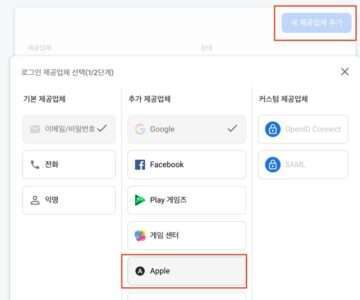 새 제공업체 추가
제공업체
상태
로그인 제공업체 선택(1/2단계)
기본 제공업체
추가 제공업체
커스텀 제공업체
이메일/비밀번호
Google
OpenID Connect
전화
Facebook
SAML
익명
Play 게임즈
게임 센터
Apple